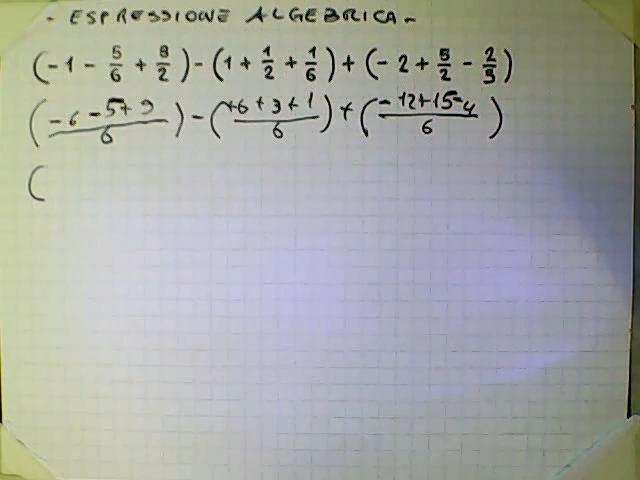 - ESPRESSIONE ALGEBRICA -
(-1 - 5/6 + 3/2) - (1 + 1/2 + 1/6) + (-2 + 5/2 - 2/3)
((-6 -5 + 9)/6) - ((+6 + 3 + 1)/6) + ((-12 + 15 - 4)/6)
(